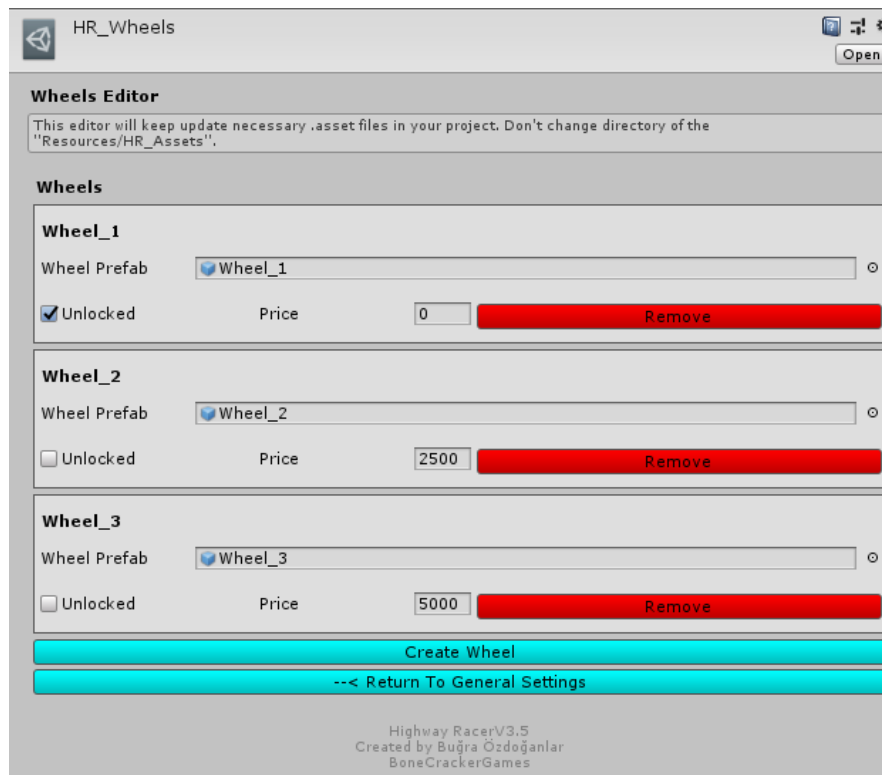 HR_Wheels
Open
Wheels Editor
This editor will keep update necessary .asset files in your project. Don't change directory of the
"Resources/HR_Assets".
Wheels
Wheel_1
Wheel Prefab Wheel_1
Unlocked Price 0 Remove
Wheel_2
Wheel Prefab Wheel_2
Unlocked Price 2500 Remove
Wheel_3
Wheel Prefab Wheel_3
Unlocked Price 5000 Remove
Create Wheel
--< Return To General Settings
Highway RacerV3.5
Created by Buğra Özdoğanlar
BoneCrackerGames